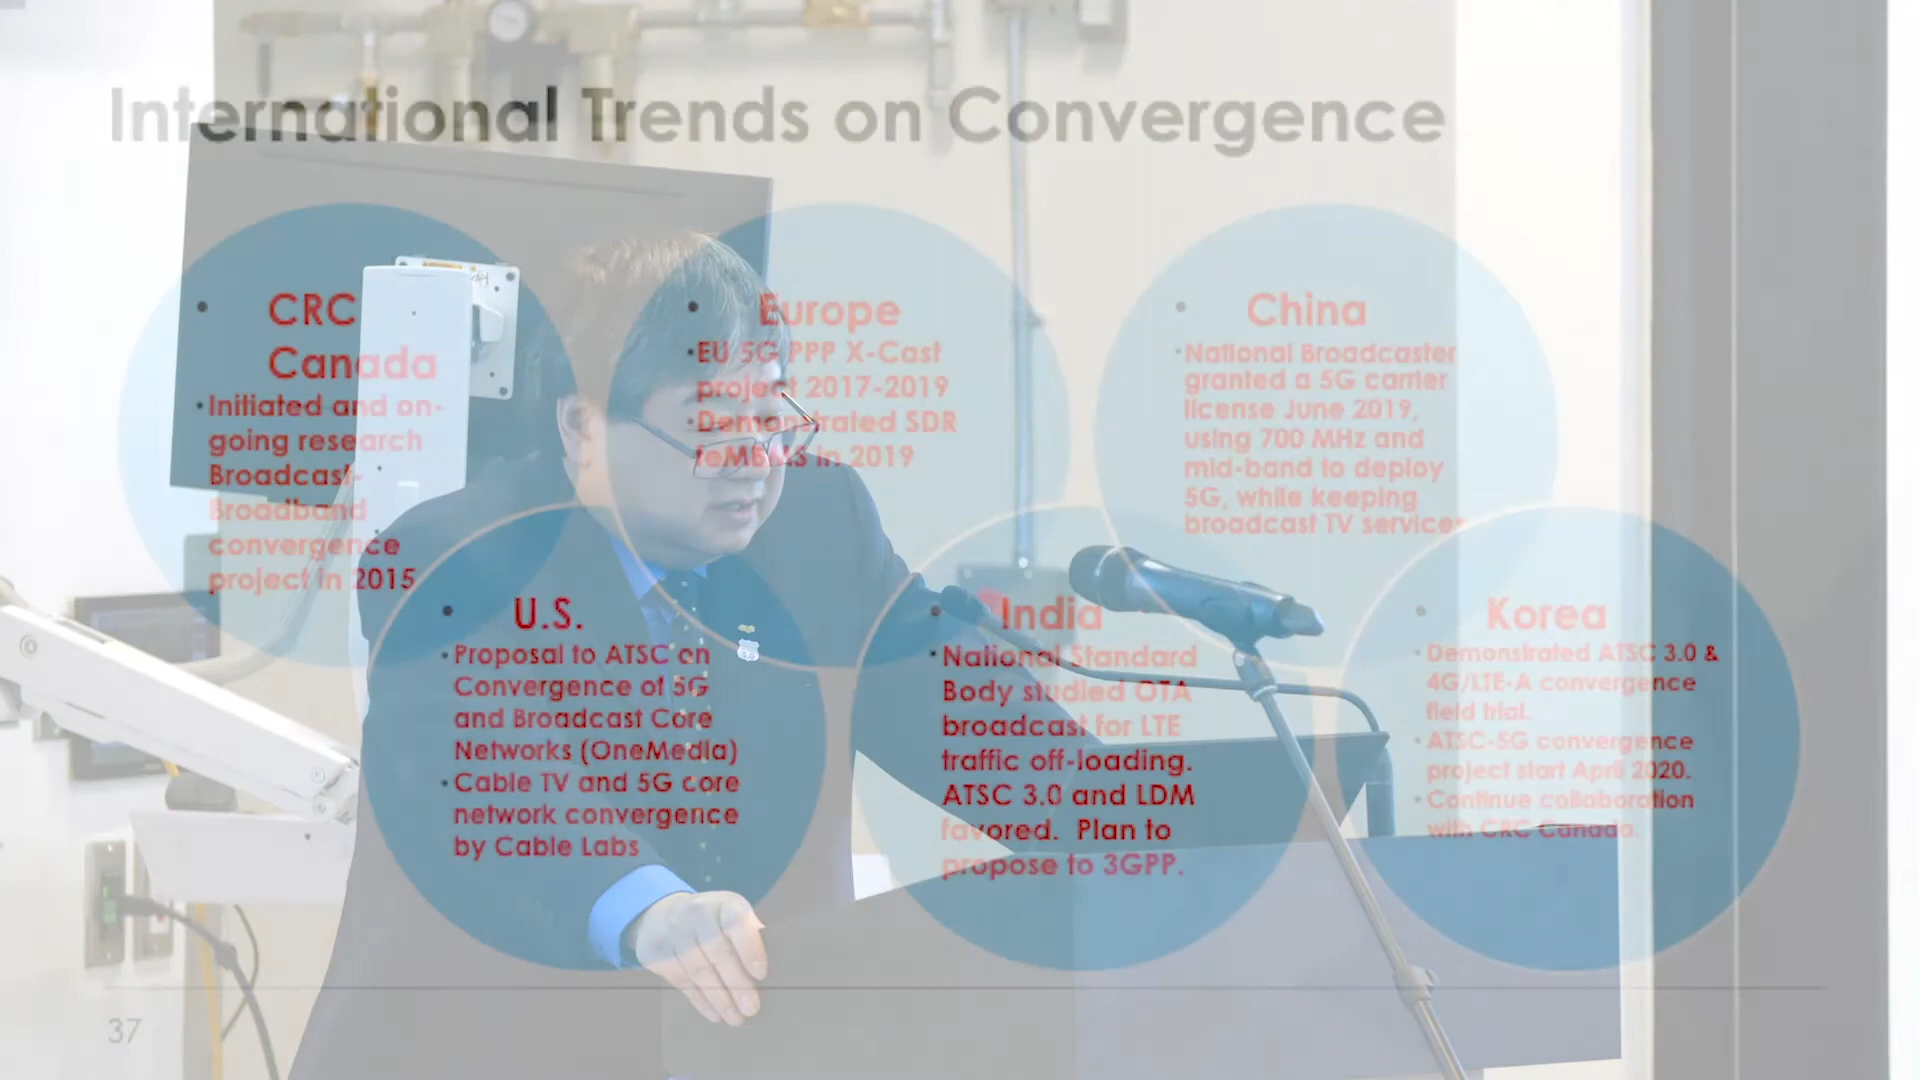 International Trends on Convergence
• CRC
Canada
• Initiated and on-
going research
Broadcast-
Broadband
convergence
project in 2015
• Europe
• EU 5G PPP X-Cast
project 2017-2019
• Demonstrated SDR
feMBMS in 2019
• China
• National Broadcaster
granted a 5G carrier
license June 2019,
using 700 MHz and
mid-band to deploy
5G, while keeping
broadcast TV services
• U.S.
• Proposal to ATSC on
Convergence of 5G
and Broadcast Core
Networks (OneMedia)
• Cable TV and 5G core
network convergence
by Cable Labs
• India
• National Standard
Body studied OTA
broadcast for LTE
traffic off-loading.
ATSC 3.0 and LDM
favored. Plan to
propose to 3GPP.
• Korea
• Demonstrated ATSC 3.0 &
4G/LTE-A convergence
field trial.
• ATSC-5G convergence
project start April 2020.
• Continue collaboration
with CRC Canada.
37